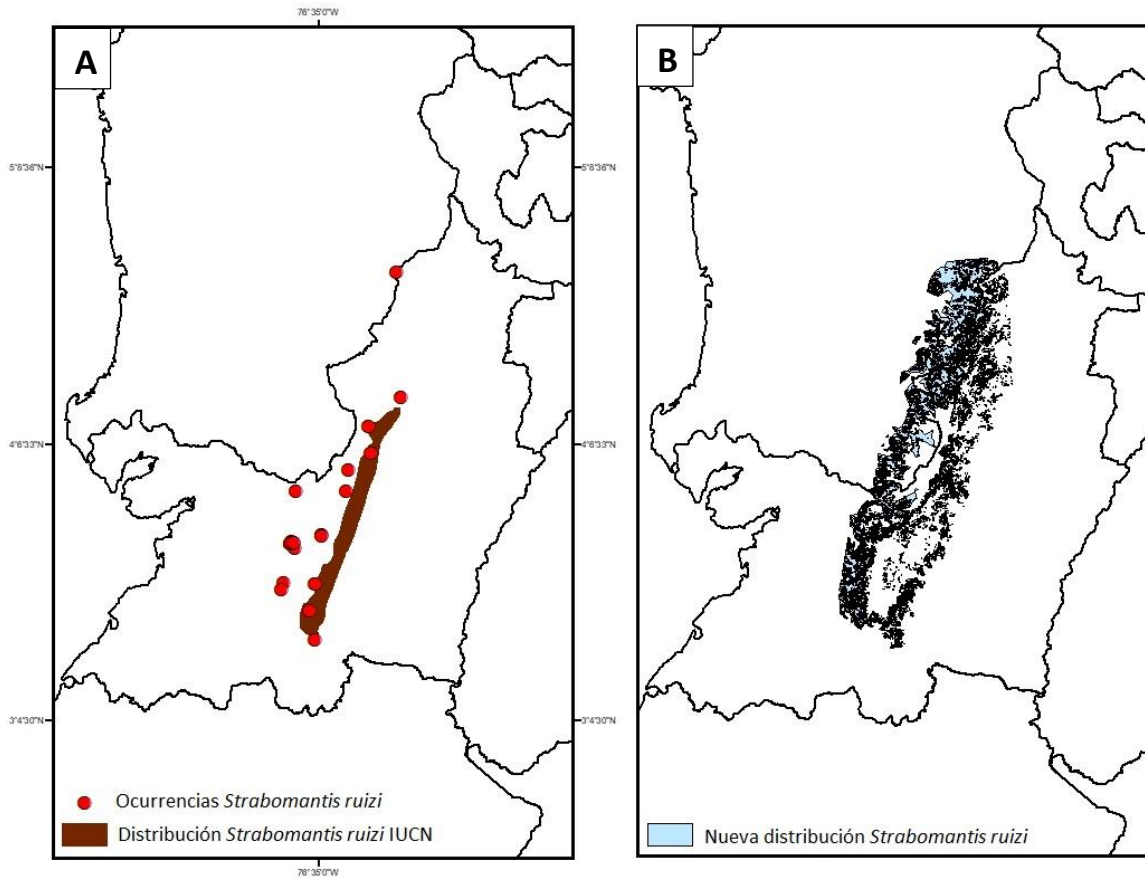 76°35'0"W
A
B
5°8'36"N
5°8'36"N
4°6'33"N
4°6'33"N
3°4'30"N
3°4'30"N
Ocurrencias Strabomantis ruizi
Distribución Strabomantis ruizi IUCN
Nueva distribución Strabomantis ruizi
76°35'0"W